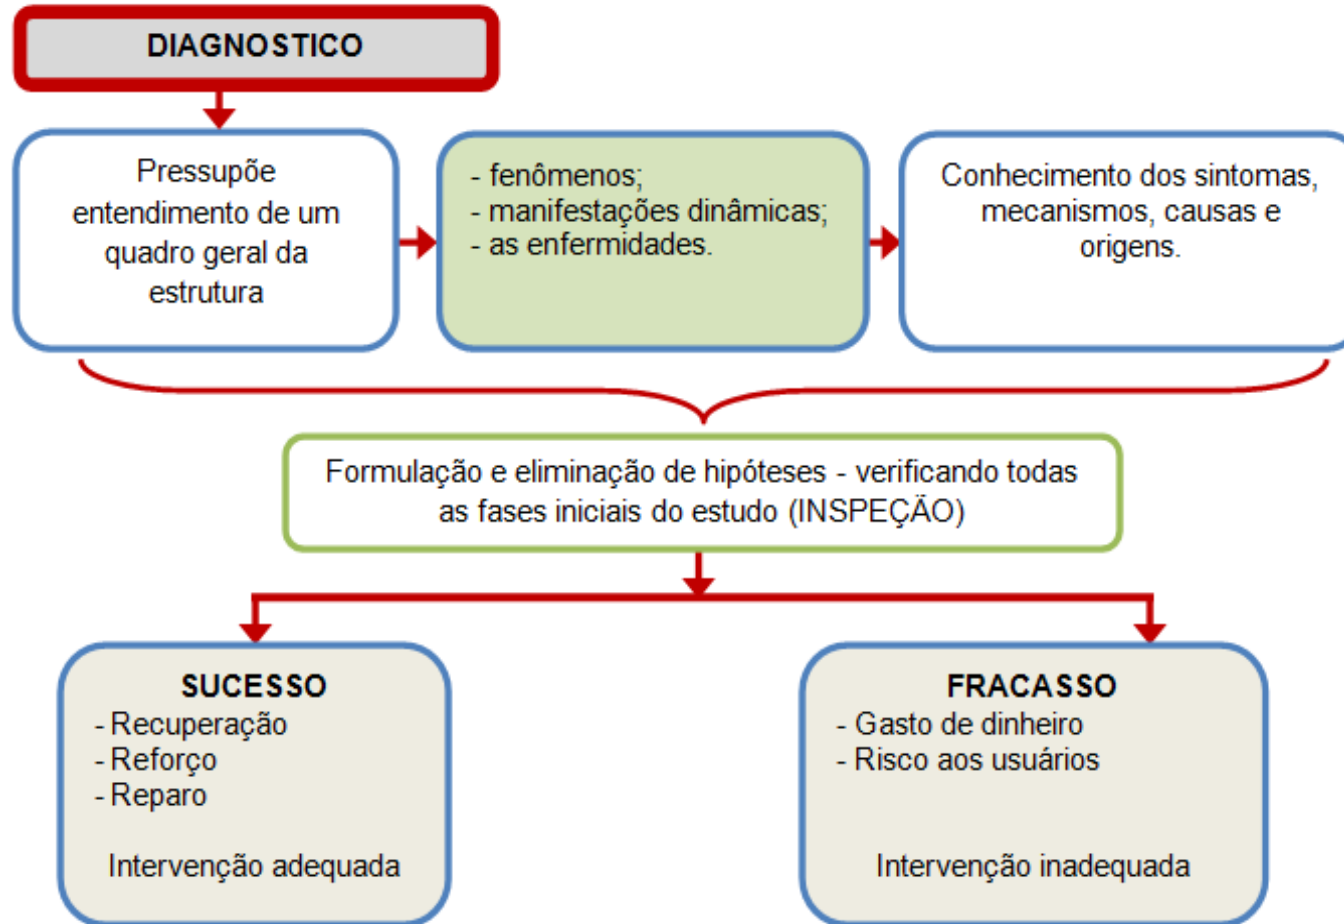 DIAGNOSTICO
Pressupõe
entendimento de um
quadro geral da
estrutura
- fenômenos;
- manifestações dinâmicas;
- as enfermidades.
Conhecimento dos sintomas,
mecanismos, causas e
origens.
Formulação e eliminação de hipóteses - verificando todas
as fases iniciais do estudo (INSPEÇÃO)
SUCESSO
- Recuperação
- Reforço
- Reparo
Intervenção adequada
FRACASSO
- Gasto de dinheiro
- Risco aos usuários
Intervenção inadequada